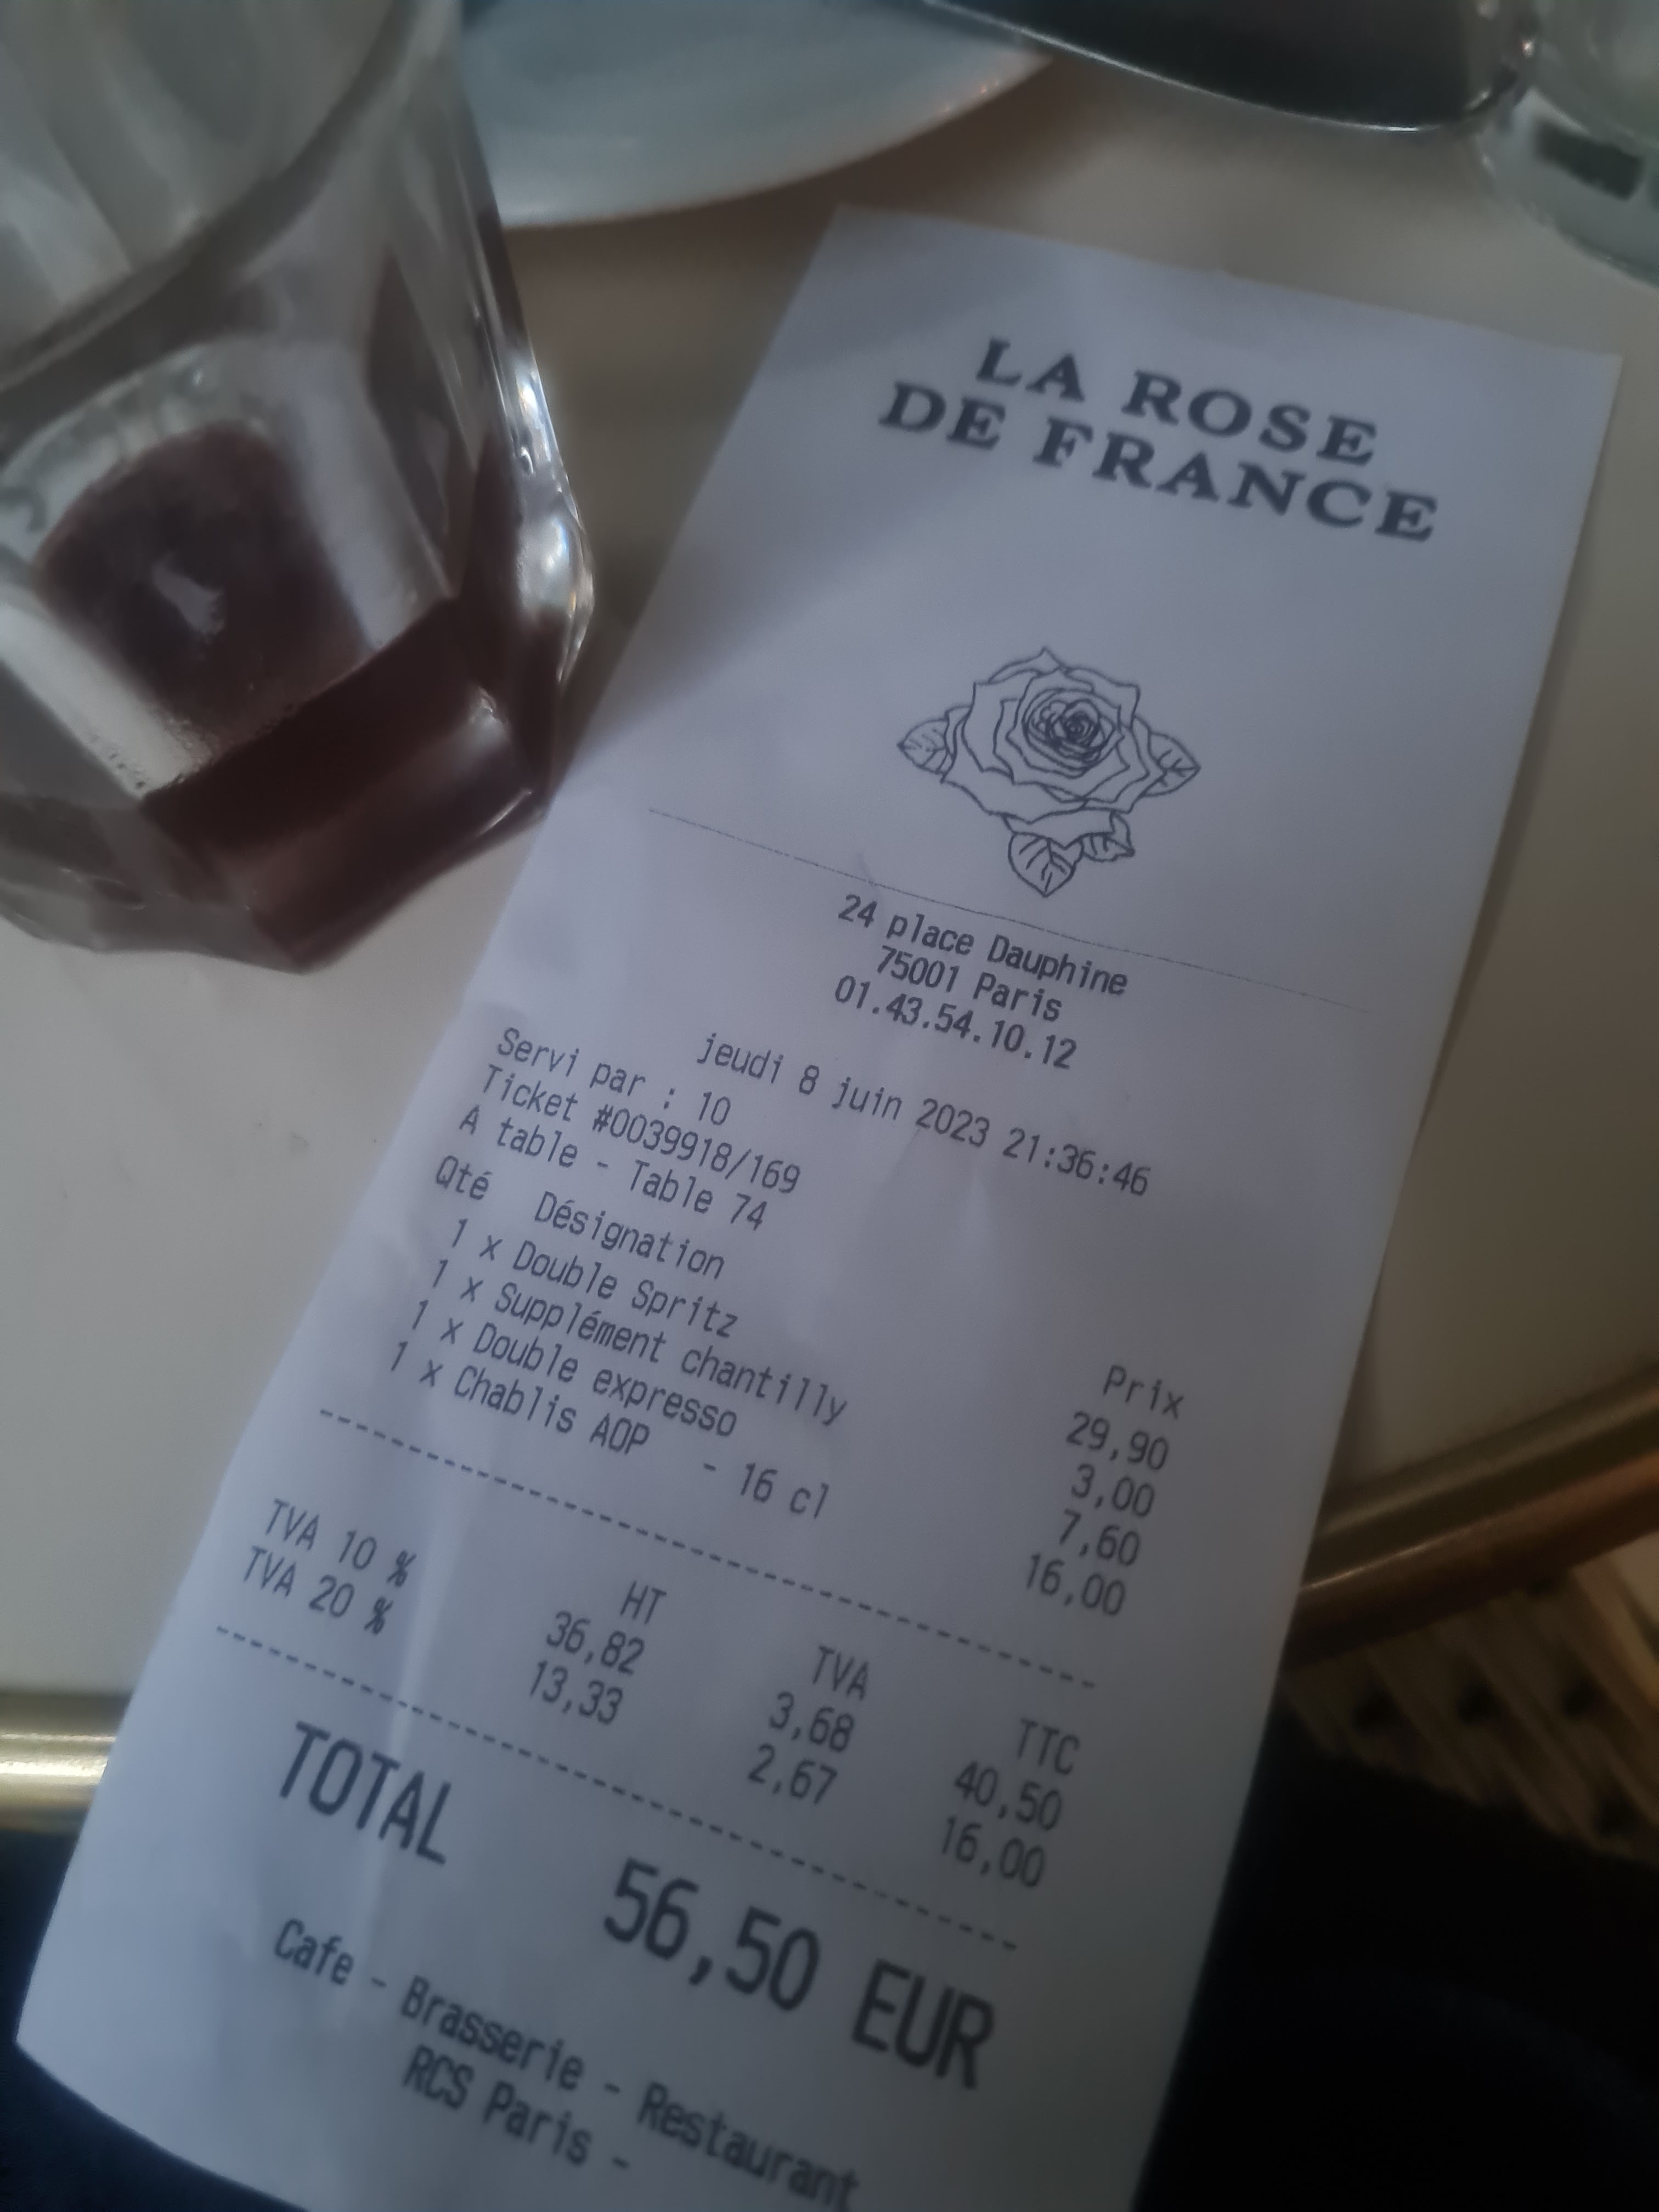 LA ROSE
DE FRANCE
24 place Dauphine
75001 Paris
01.43.54.10.12
jeudi 8 juin 2023 21:36:46
Servi par : 10
Ticket #0039918/169
A table - Table 74
Qté Désignation Prix
1 x Double Spritz 29,90
1 x Supplément chantilly 3,00
1 x Double expresso 7,60
1 x Chablis AOP - 16 cl 16,00
HT TVA TTC
TVA 10 % 36,82 3,68 40,50
TVA 20 % 13,33 2,67 16,00
TOTAL 56,50 EUR
Cafe - Brasserie - Restaurant
RCS Paris -